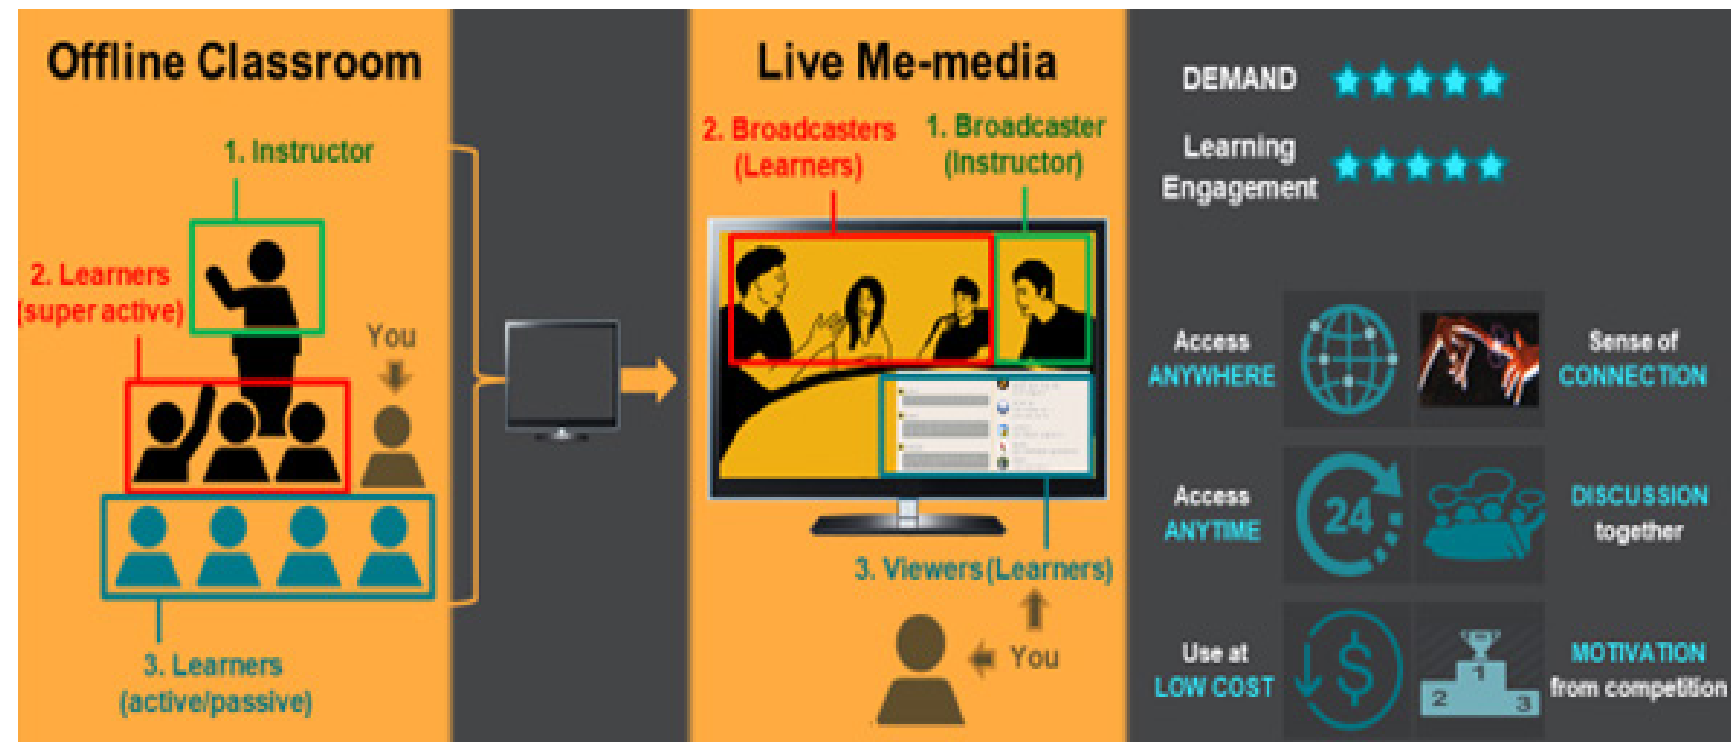 Offline Classroom
1. Instructor
2. Learners
(super active)
You
3. Learners
(active/passive)
Live Me-media
2. Broadcasters
(Learners)
1. Broadcaster
(Instructor)
3. Viewers (Learners)
You
DEMAND
Learning
Engagement
Access
ANYWHERE
Sense of
CONNECTION
Access
ANYTIME
24
DISCUSSION
together
Use at
LOW COST
$
1
2
3
MOTIVATION
from competition